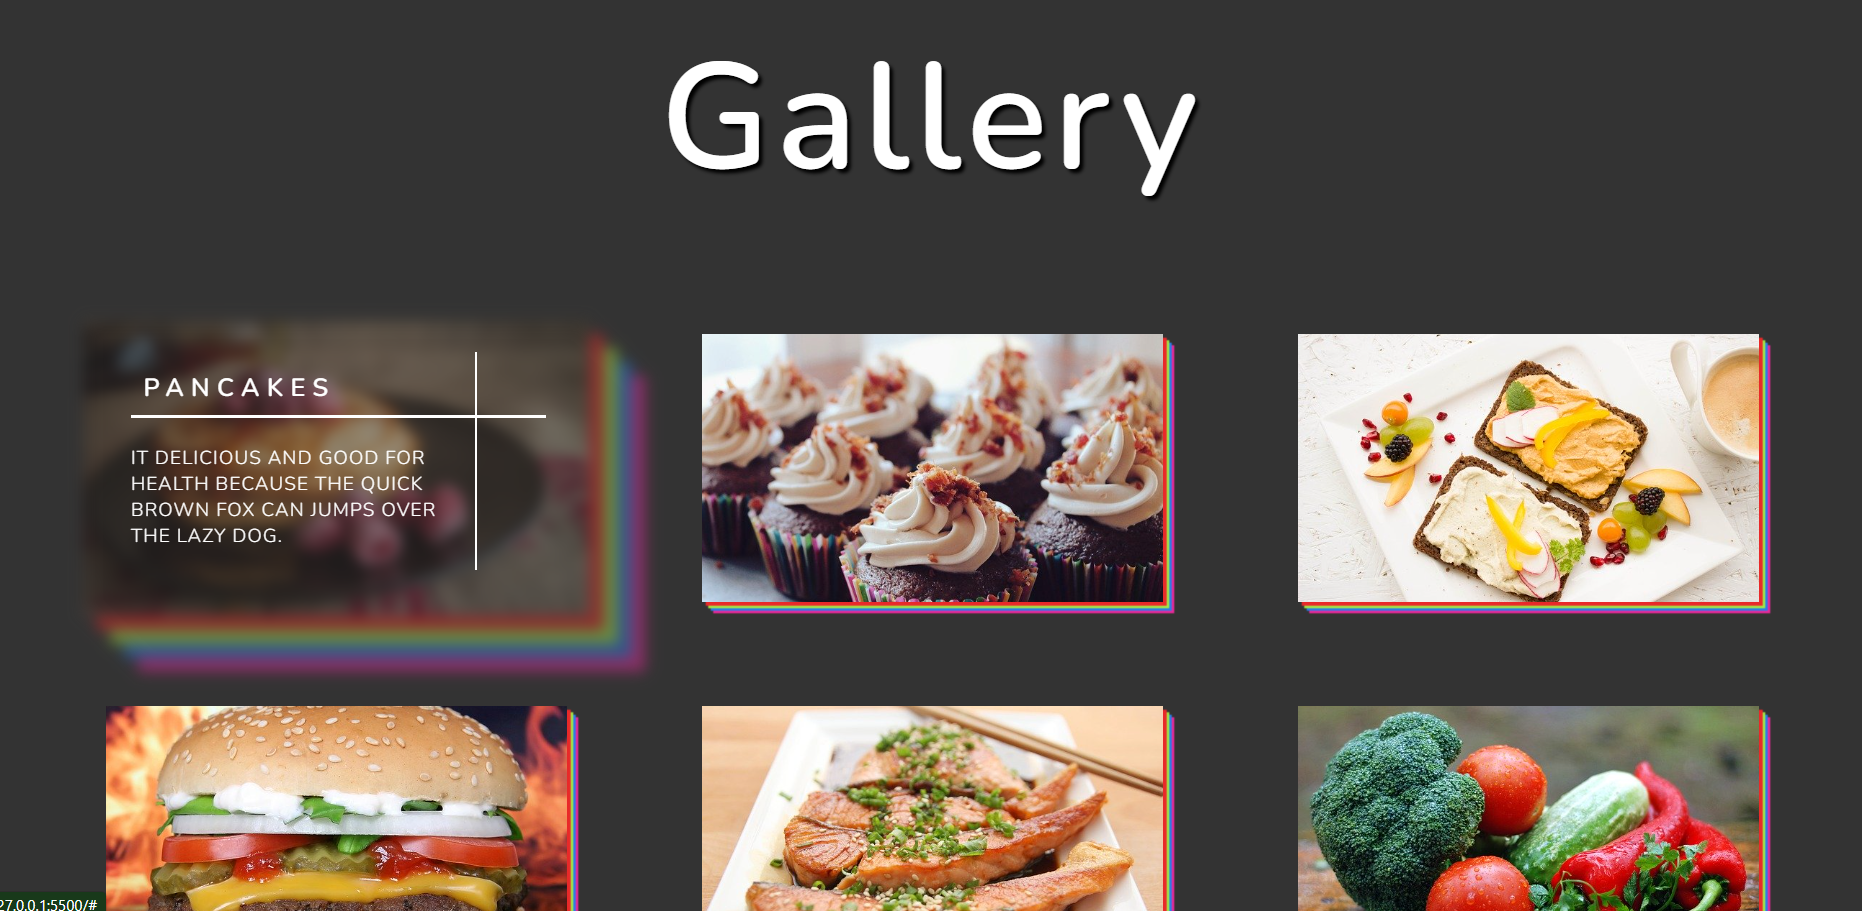 Gallery
PANCAKES
IT DELICIOUS AND GOOD FOR
HEALTH BECAUSE THE QUICK
BROWN FOX CAN JUMPS OVER
THE LAZY DOG.
27.0.0.1:5500/#